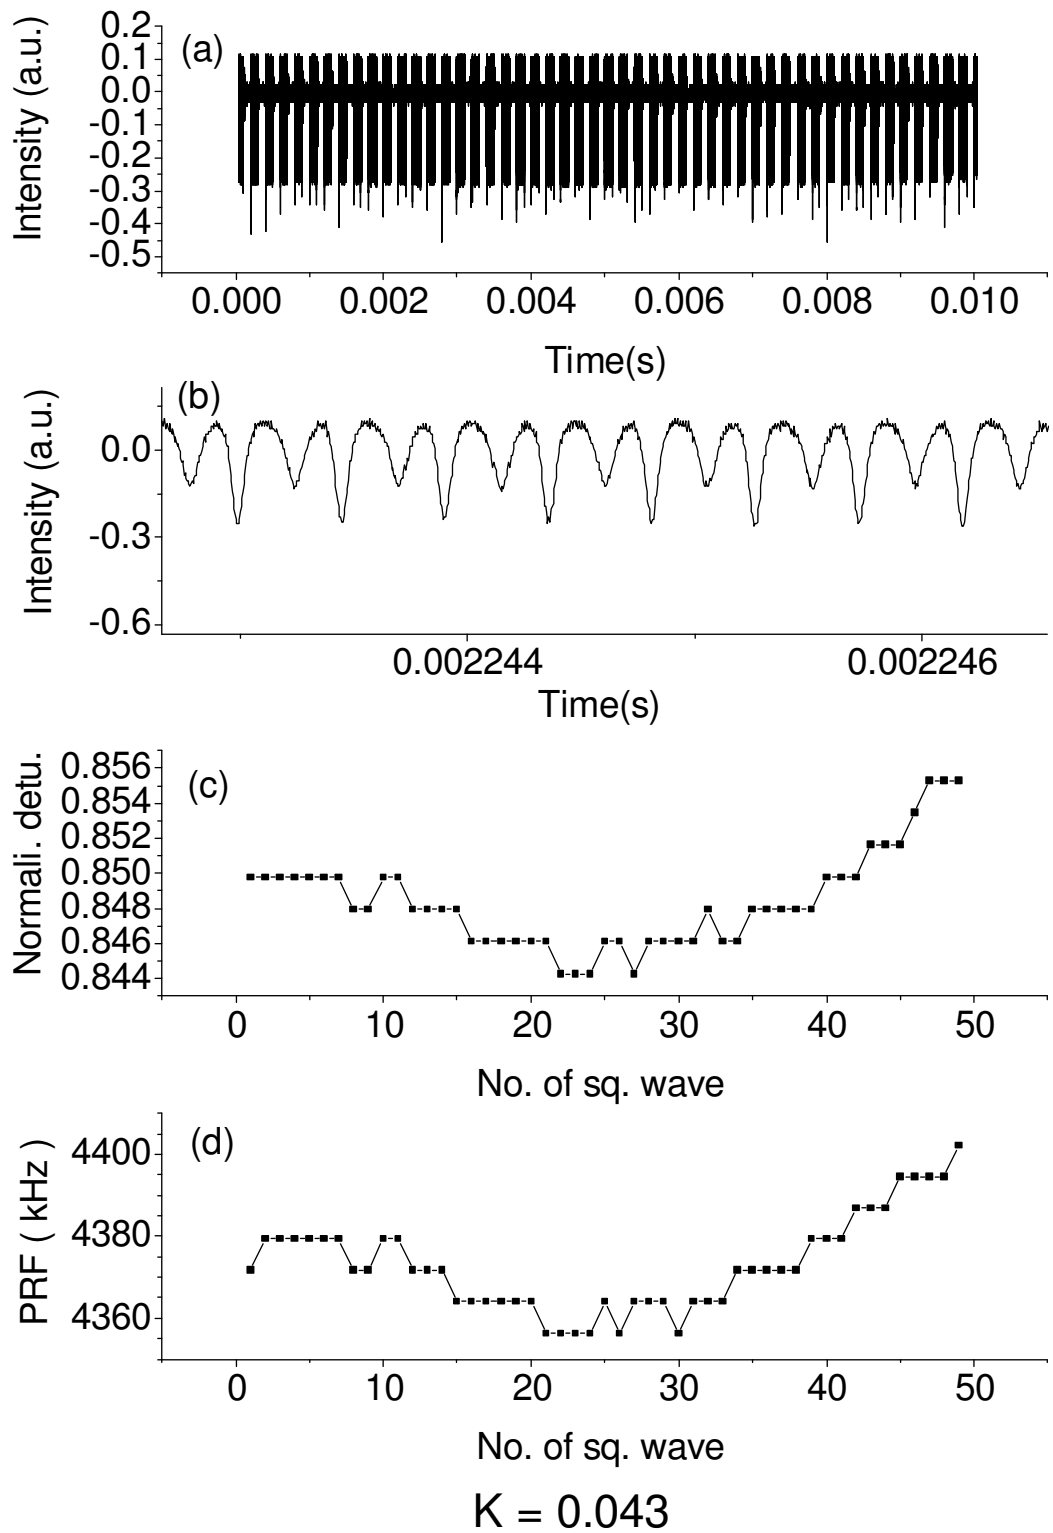 (a)
Intensity (a.u.)
0.2
0.1
0.0
-0.1
-0.2
-0.3
-0.4
-0.5
0.000 0.002 0.004 0.006 0.008 0.010
Time(s)
(b)
Intensity (a.u.)
0.0
-0.3
-0.6
0.002244 0.002246
Time(s)
(c)
Normali. detu.
0.856
0.854
0.852
0.850
0.848
0.846
0.844
0 10 20 30 40 50
No. of sq. wave
(d)
PRF ( kHz )
4400
4380
4360
0 10 20 30 40 50
No. of sq. wave
K = 0.043